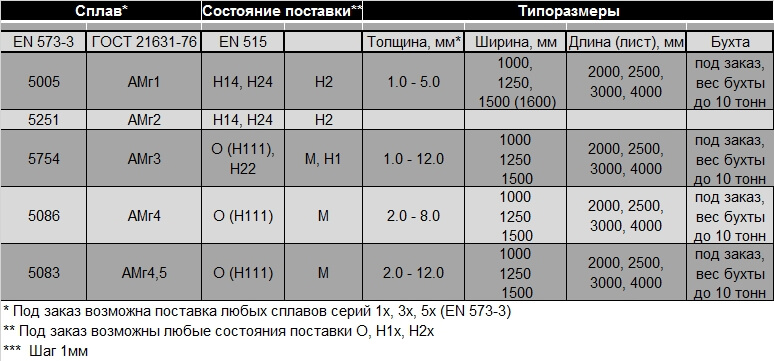 Сплав* Состояние поставки** Типоразмеры
EN 573-3 ГОСТ 21631-76 EN 515 Толщина, мм* Ширина, мм Длина (лист), мм Бухта
5005 АМг1 H14, H24 Н2 1.0 - 5.0 1000, 1250, 1500 (1600) 2000, 2500, 3000, 4000 под заказ, вес бухты до 10 тонн
5251 АМг2 H14, H24 Н2
5754 АМг3 O (H111), H22 М, Н1 1.0 - 12.0 1000 1250 1500 2000, 2500, 3000, 4000 под заказ, вес бухты до 10 тонн
5086 АМг4 O (H111) М 2.0 - 8.0 1000 1250 1500 2000, 2500, 3000, 4000 под заказ, вес бухты до 10 тонн
5083 АМг4,5 O (H111) М 2.0 - 12.0 1000 1250 1500 2000, 2500, 3000, 4000 под заказ, вес бухты до 10 тонн
* Под заказ возможна поставка любых сплавов серий 1х, 3х, 5х (EN 573-3)
** Под заказ возможны любые состояния поставки О, Н1х, Н2х
*** Шаг 1мм